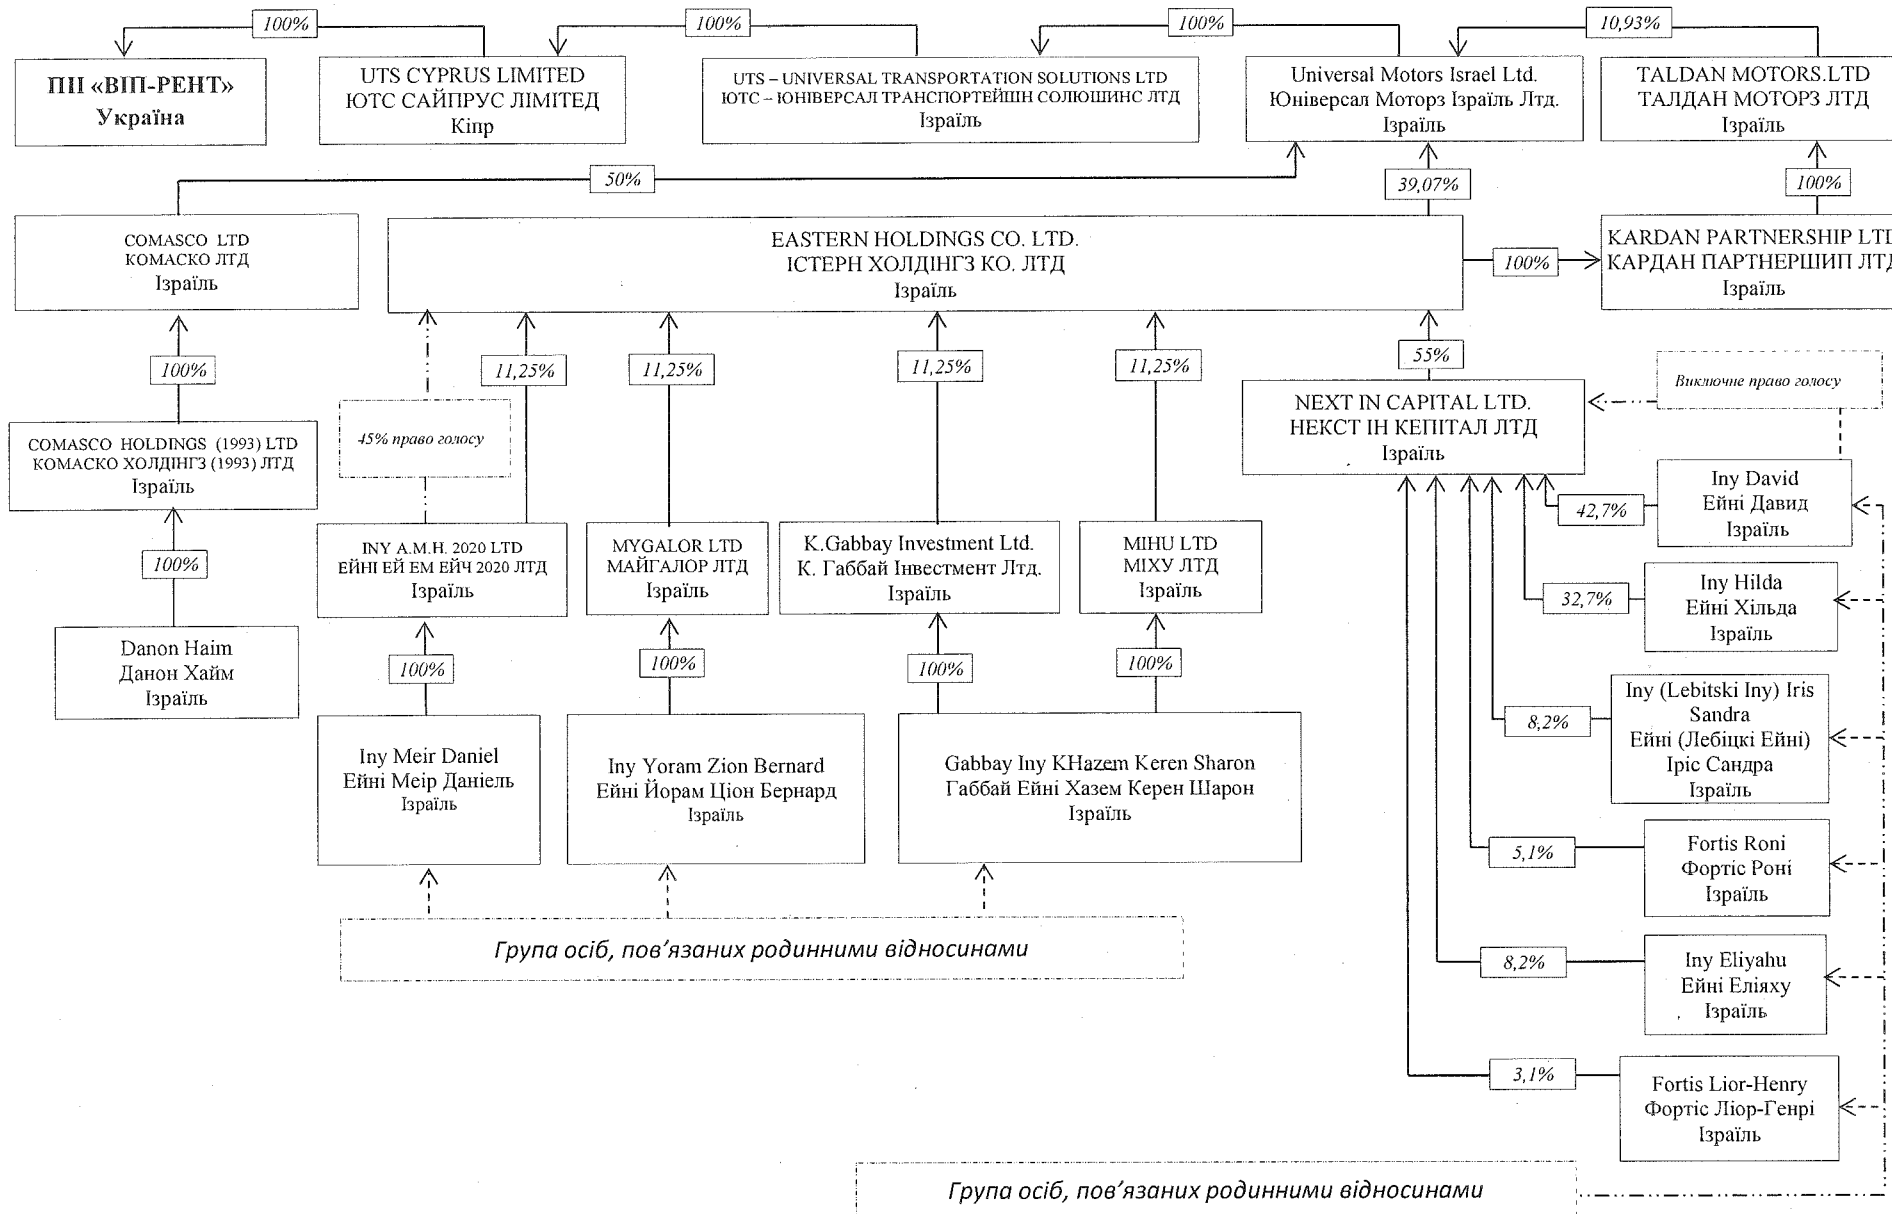 100%
100%
100%
10,93%
ПІІ «ВІП-РЕНТ»
Україна
UTS CYPRUS LIMITED
ЮТС САЙПРУС ЛІМІТЕД
Кіпр
UTS – UNIVERSAL TRANSPORTATION SOLUTIONS LTD
ЮТС – ЮНІВЕРСАЛ ТРАНСПОРТЕЙШН СОЛЮШИНС ЛТД
Ізраїль
Universal Motors Israel Ltd.
Юніверсал Моторз Ізраїль Лтд.
Ізраїль
TALDAN MOTORS.LTD
ТАЛДАН МОТОРЗ ЛТД
Ізраїль
50%
39,07%
100%
COMASCO LTD
КОМАСКО ЛТД
Ізраїль
EASTERN HOLDINGS CO. LTD.
ІСТЕРН ХОЛДІНГЗ КО. ЛТД
Ізраїль
100%
KARDAN PARTNERSHIP LTD
КАРДАН ПАРТНЕРШИП ЛТД
Ізраїль
100%
11,25%
11,25%
11,25%
11,25%
55%
Виключне право голосу
45% право голосу
NEXT IN CAPITAL LTD.
НЕКСТ ІН КЕПІТАЛ ЛТД
Ізраїль
COMASCO HOLDINGS (1993) LTD
КОМАСКО ХОЛДІНГЗ (1993) ЛТД
Ізраїль
INY A.M.H. 2020 LTD
ЕЙНІ ЕЙ ЕМ ЕЙЧ 2020 ЛТД
Ізраїль
MYGALOR LTD
МАЙГАЛОР ЛТД
Ізраїль
K.Gabbay Investment Ltd.
К. Габбай Інвестмент Лтд.
Ізраїль
MIHU LTD
МІХУ ЛТД
Ізраїль
42,7%
Iny David
Ейні Давид
Ізраїль
100%
32,7%
Iny Hilda
Ейні Хільда
Ізраїль
Danon Haim
Данон Хайм
Ізраїль
100%
100%
100%
100%
8,2%
Iny (Lebitski Iny) Iris
Sandra
Ейні (Лебіцкі Ейні)
Іріс Сандра
Ізраїль
Iny Meir Daniel
Ейні Меір Даніель
Ізраїль
Iny Yoram Zion Bernard
Ейні Йорам Ціон Бернард
Ізраїль
Gabbay Iny KHazem Keren Sharon
Габбай Ейні Хазем Керен Шарон
Ізраїль
5,1%
Fortis Roni
Фортіс Роні
Ізраїль
Група осіб, пов’язаних родинними відносинами
8,2%
Iny Eliyahu
Ейні Еліяху
Ізраїль
3,1%
Fortis Lior-Henry
Фортіс Ліор-Генрі
Ізраїль
Група осіб, пов’язаних родинними відносинами